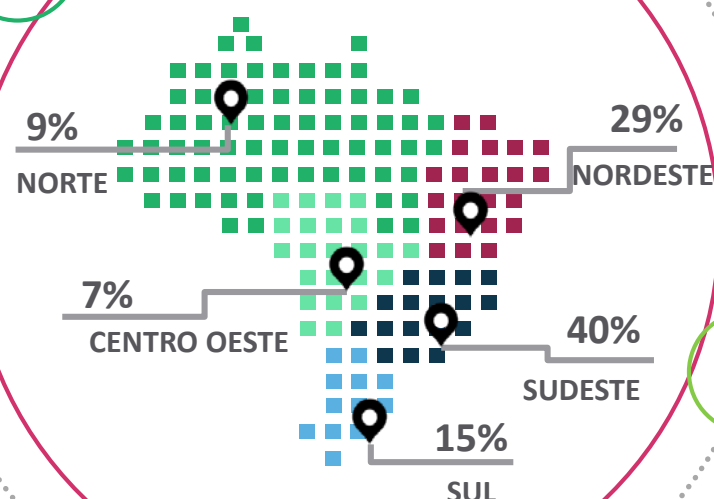 9%
NORTE
29%
NORDESTE
7%
CENTRO OESTE
40%
SUDESTE
15%
SUL